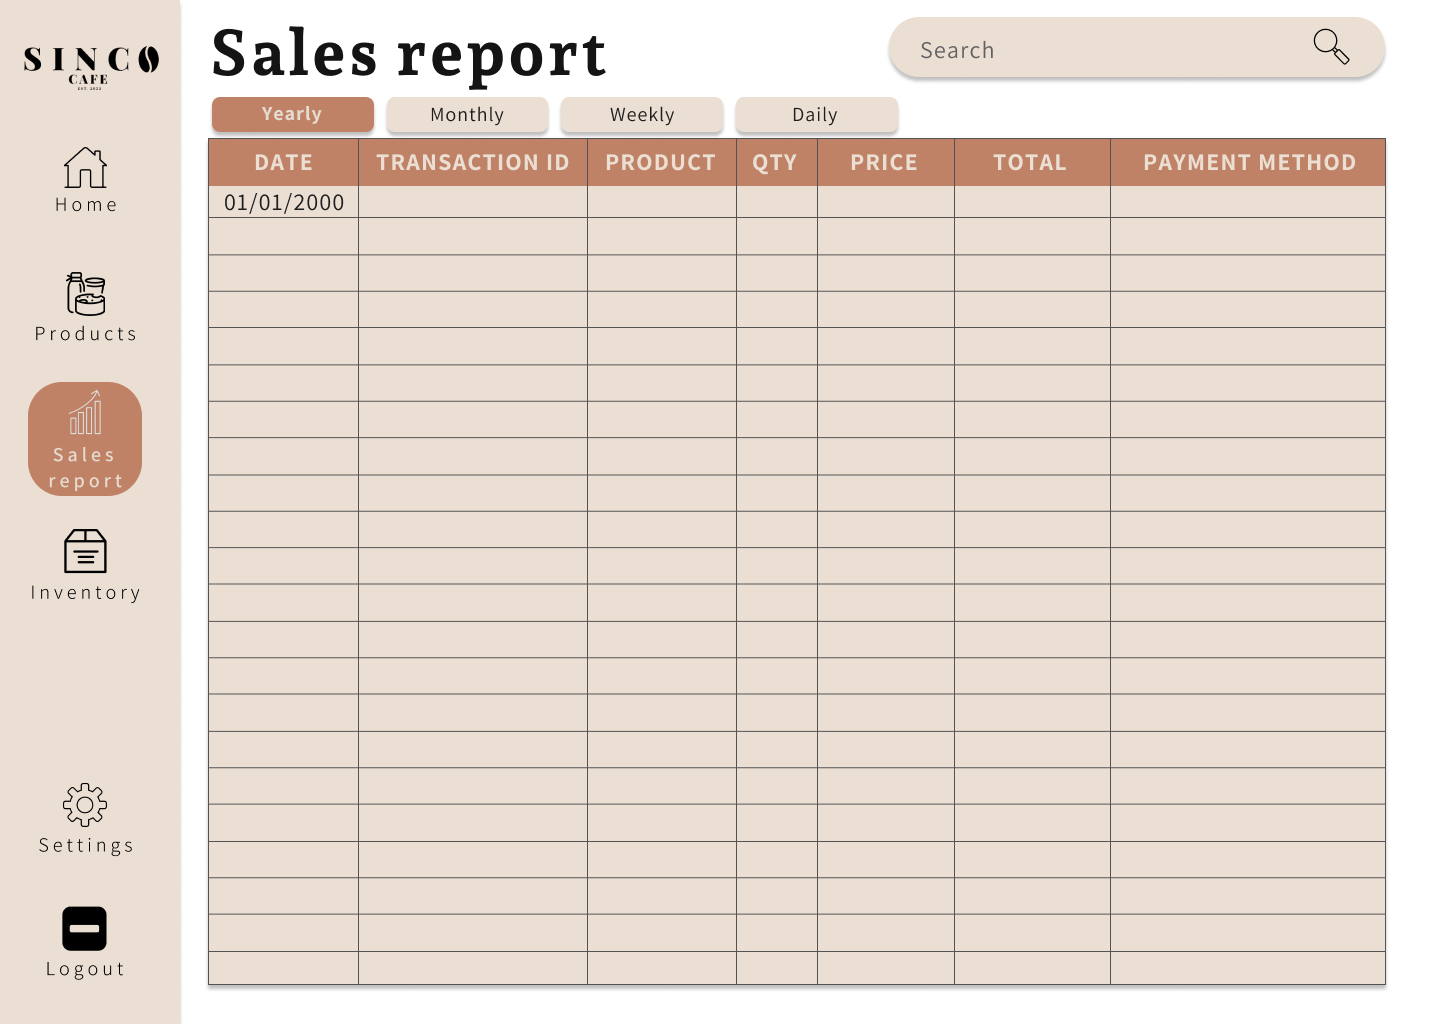 SINCO
CAFE
EST. 2022
Home
Products
Sales
report
Inventory
Settings
Logout
Sales report
Search
Yearly
Monthly
Weekly
Daily
DATE TRANSACTION ID PRODUCT QTY PRICE TOTAL PAYMENT METHOD
01/01/2000